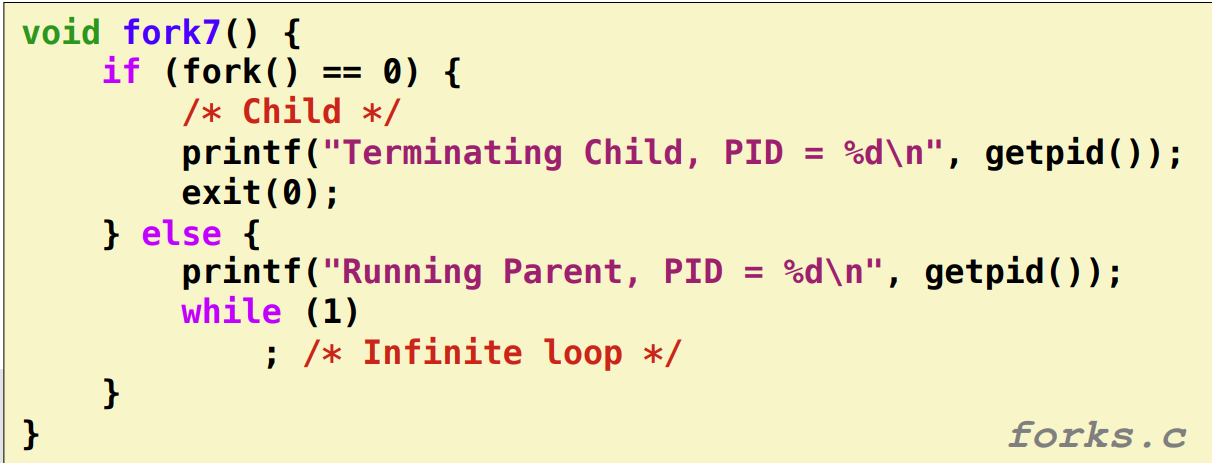 void fork7() {
    if (fork() == 0) {
        /* Child */
        printf("Terminating Child, PID = %d\n", getpid());
        exit(0);
    } else {
        printf("Running Parent, PID = %d\n", getpid());
        while (1)
            ; /* Infinite loop */
    }
}
forks.c